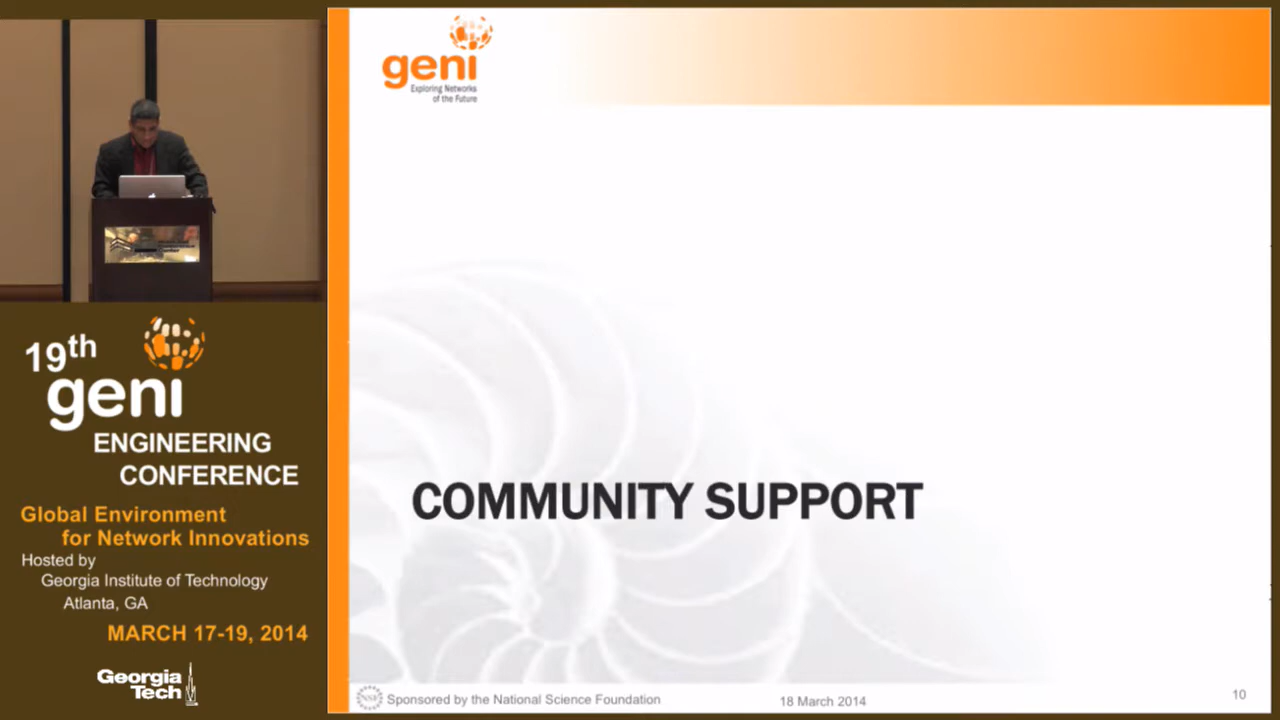 19th
geni
ENGINEERING
CONFERENCE
Global Environment
for Network Innovations
Hosted by
Georgia Institute of Technology
Atlanta, GA
MARCH 17-19, 2014
Georgia
Tech
geni
Exploring Networks
of the Future
COMMUNITY SUPPORT
NSF
Sponsored by the National Science Foundation
18 March 2014
10